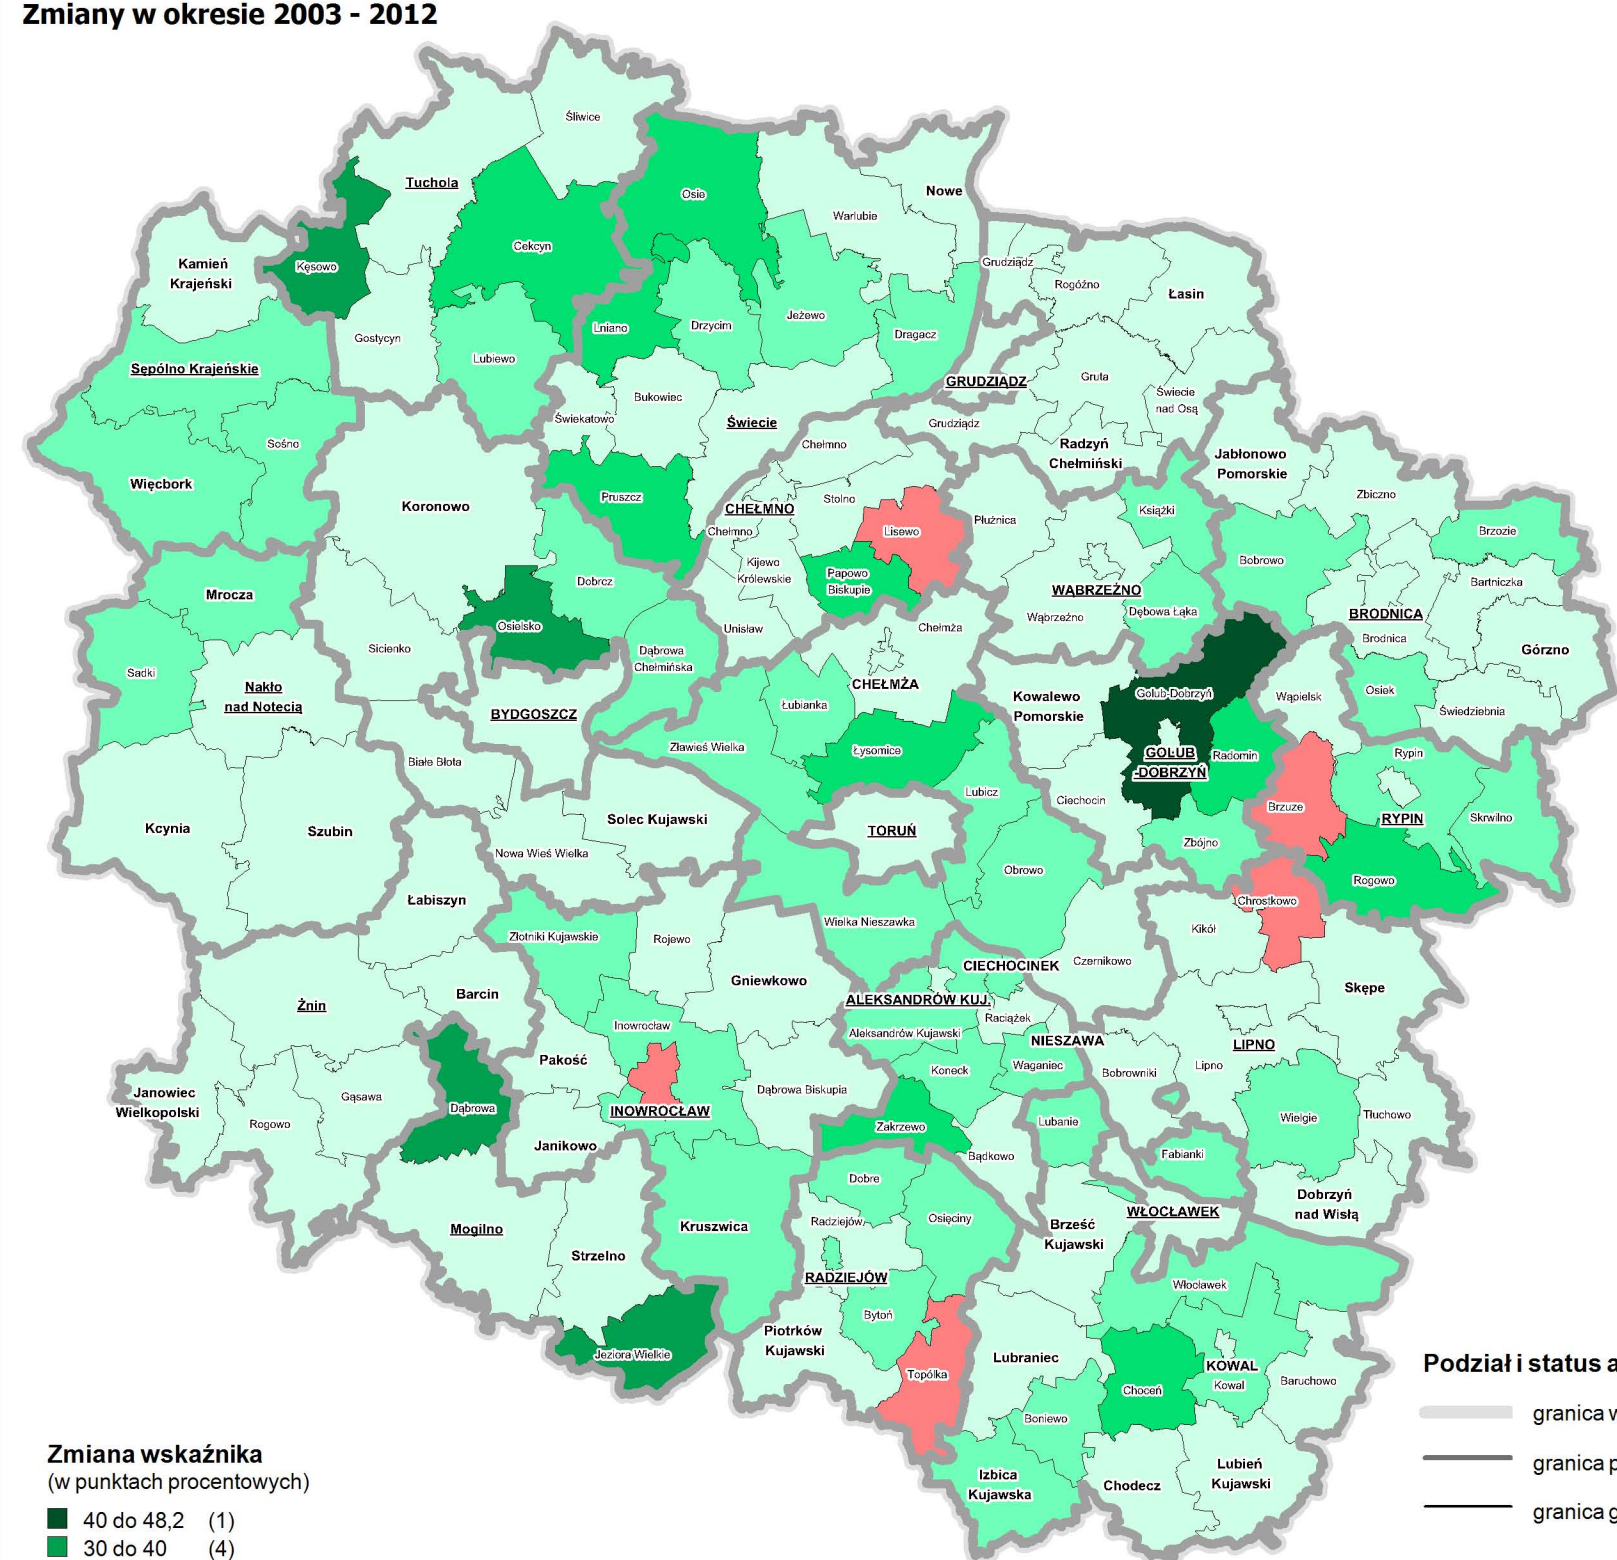 Zmiany w okresie 2003 - 2012
Śliwice
Tuchola
Osie
Nowe
Warlubie
Cekcyn
Kamień
Krajeński
Kęsowo
Grudziądz
Rogóźno
Łasin
Gostycyn
Lniano
Drzycim
Jeżewo
Dragacz
Lubiewo
Sępólno Krajeńskie
GRUDZIĄDZ
Gruta
Świecie
nad Osą
Bukowiec
Świekatowo
Świecie
Grudziądz
Sośno
Chełmno
Radzyń
Chełmiński
Jabłonowo
Pomorskie
Więcbork
Zbiczno
Pruszcz
Stolno
Koronowo
CHEŁMNO
Książki
Płużnica
Lisewo
Chełmno
Brzozie
Kijewo
Królewskie
Bobrowo
Papowo
Biskupie
Dobrcz
Bartniczka
WĄBRZEŹNO
Mrocza
Dębowa Łąka
BRODNICA
Wąbrzeźno
Osielsko
Unisław
Chełmża
Brodnica
Sicienko
Dąbrowa
Chełmińska
Górzno
Sadki
CHEŁMŻA
Nakło
nad Notecią
Kowalewo
Pomorskie
Golub-Dobrzyń
Wąpielsk
Osiek
Łubianka
Świedziebnia
BYDGOSZCZ
Zławieś Wielka
Łysomice
GOLUB
-DOBRZYŃ
Radomin
Rypin
Białe Błota
Lubicz
Ciechocin
Brzuze
RYPIN
Skrwilno
Kcynia
Szubin
Solec Kujawski
TORUŃ
Zbójno
Nowa Wieś Wielka
Obrowo
Rogowo
Łabiszyn
Chrostkowo
Wielka Nieszawka
Kikół
Złotniki Kujawskie
Rojewo
CIECHOCINEK
Czernikowo
Gniewkowo
Skępe
Barcin
Żnin
ALEKSANDRÓW KUJ.
Raciążek
Inowrocław
Aleksandrów Kujawski
NIESZAWA
LIPNO
Pakość
Koneck
Waganiec
Bobrowniki
Lipno
Dąbrowa Biskupia
Janowiec
Wielkopolski
Gąsawa
Dąbrowa
INOWROCŁAW
Rogowo
Zakrzewo
Lubanie
Wielgie
Tłuchowo
Janikowo
Bądkowo
Fabianki
Dobre
Dobrzyń
nad Wisłą
Osięciny
WŁOCŁAWEK
Radziejów
Mogilno
Kruszwica
Brześć
Kujawski
Strzelno
RADZIEJÓW
Włocławek
Bytoń
Piotrków
Kujawski
Jeziora Wielkie
Lubraniec
KOWAL
Topólka
Kowal
Baruchowo
Choceń
Boniewo
Izbica
Kujawska
Chodecz
Lubień
Kujawski
Zmiana wskaźnika
(w punktach procentowych)
40 do 48,2 (1)
30 do 40 (4)
Podział i status a
granica w
granica p
granica g